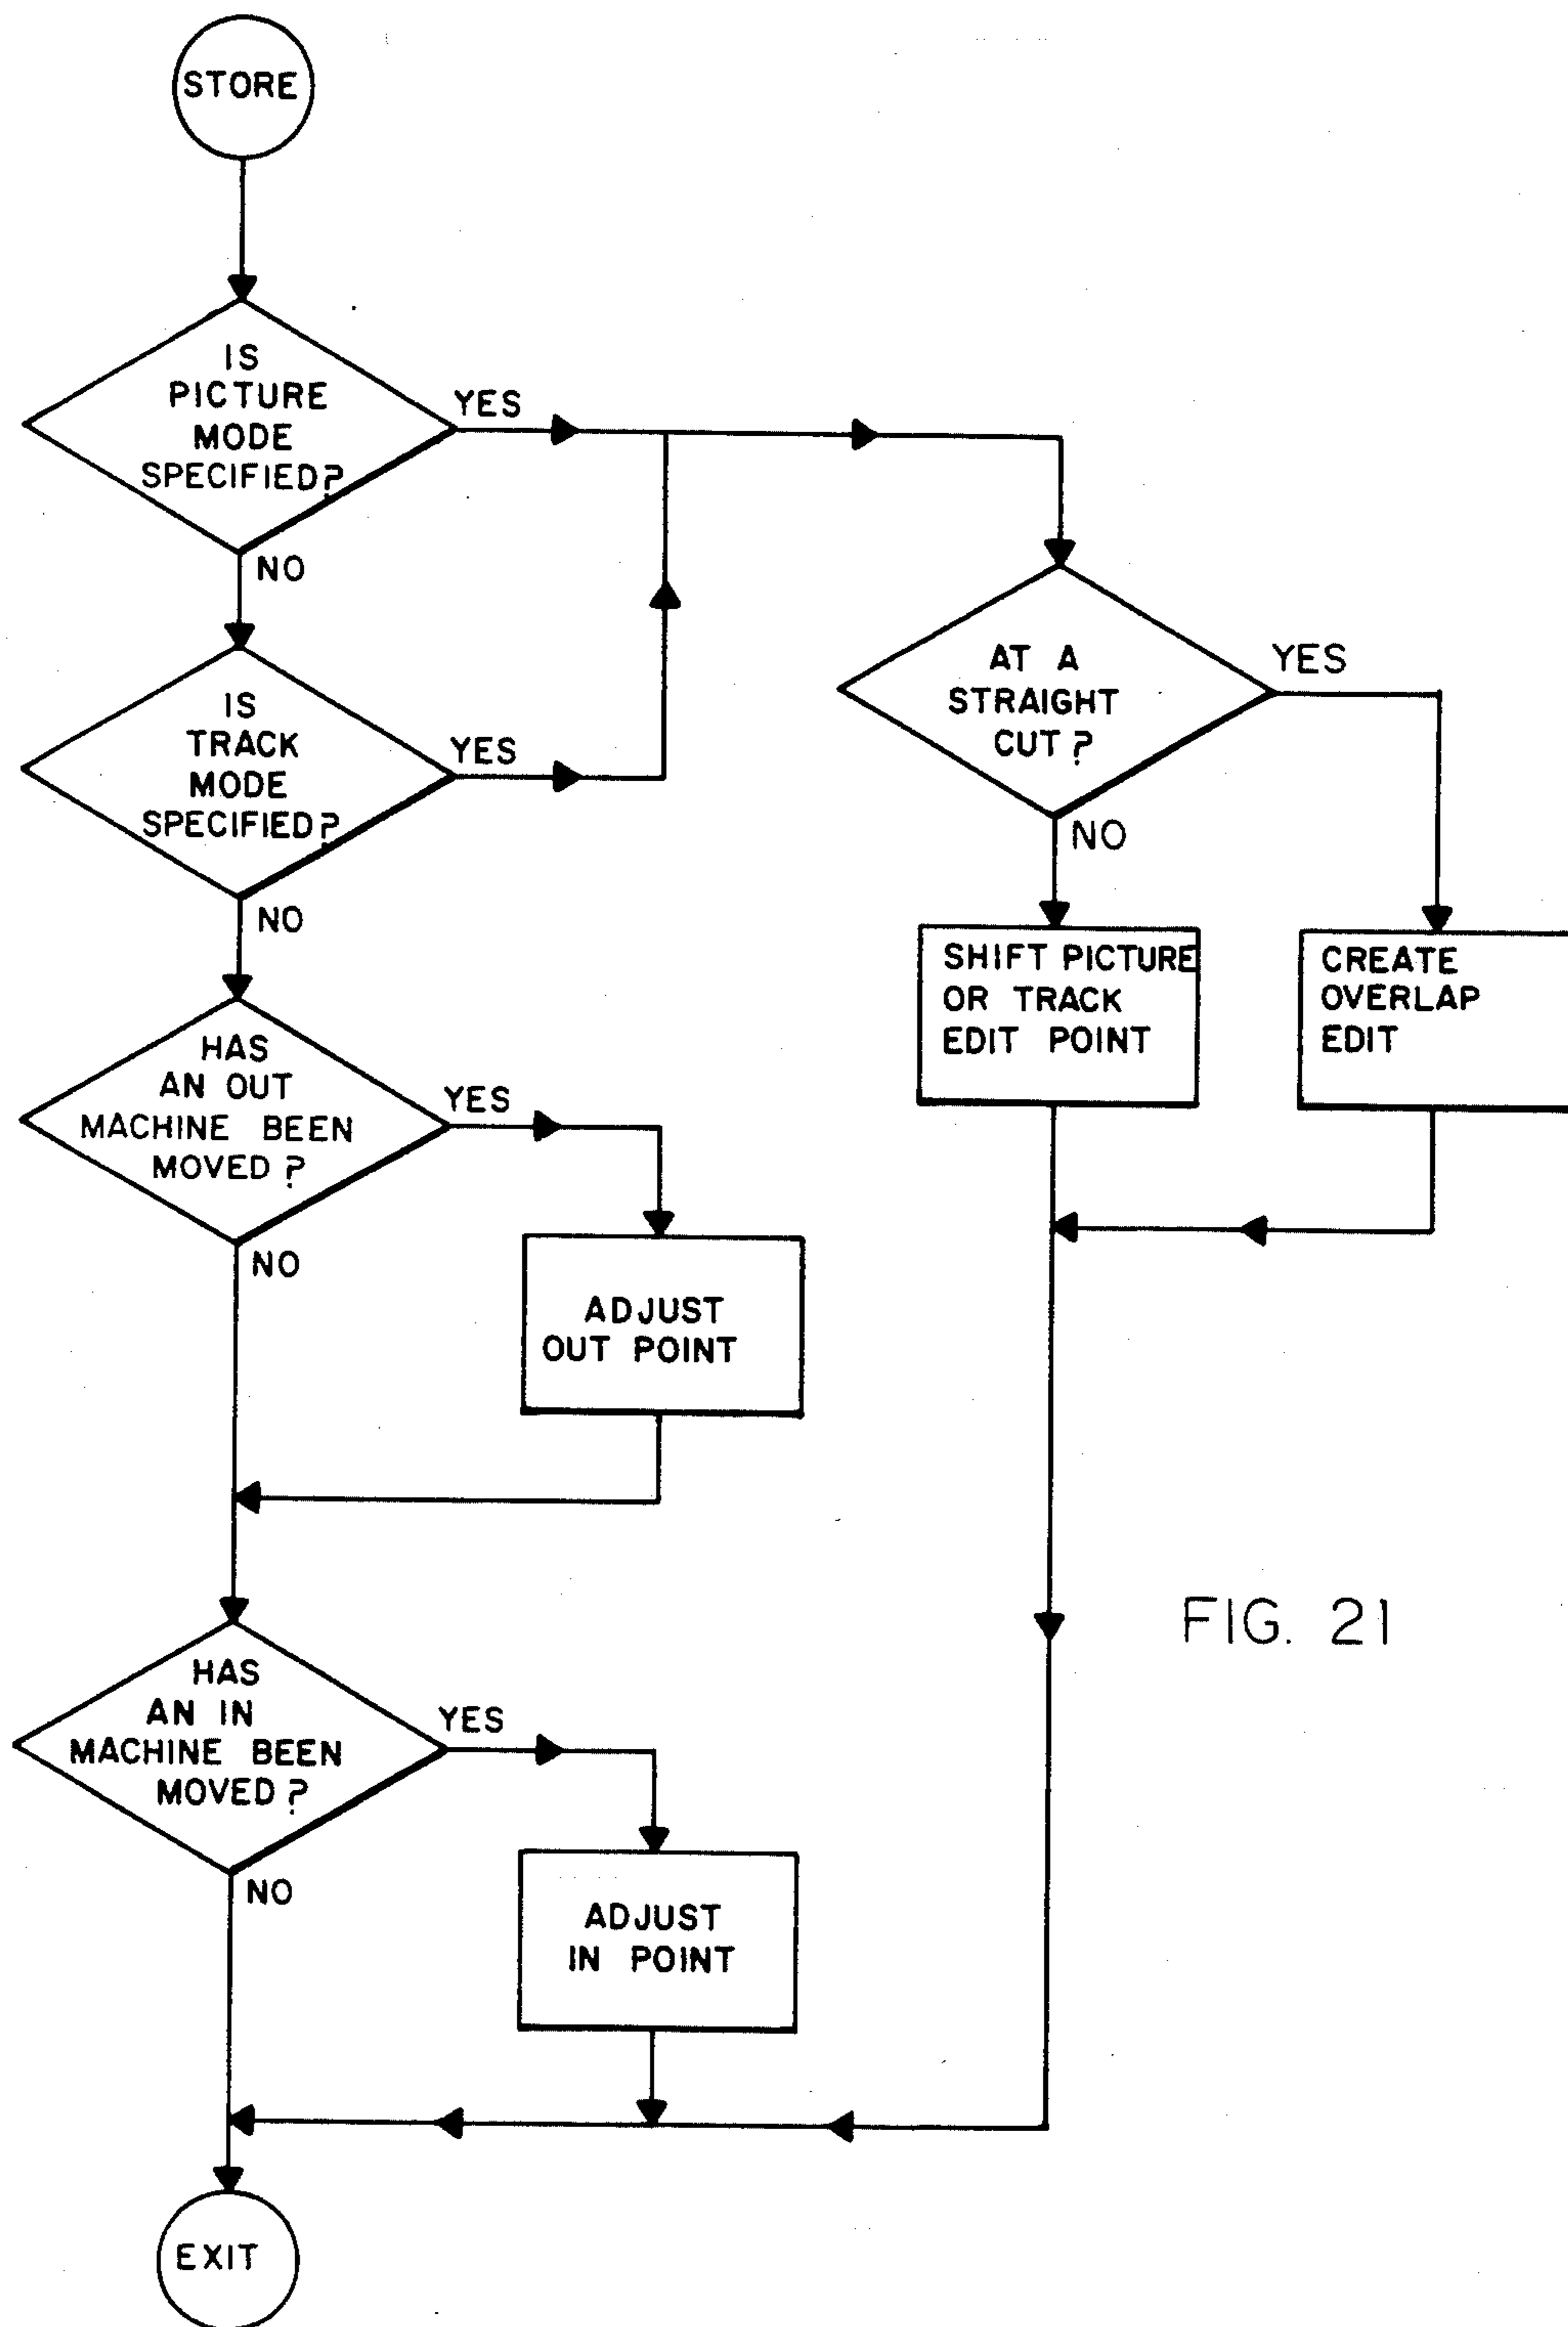 STORE
IS
PICTURE
MODE
SPECIFIED?
YES
NO
IS
TRACK
MODE
SPECIFIED?
YES
NO
AT A
STRAIGHT
CUT?
YES
NO
SHIFT PICTURE
OR TRACK
EDIT POINT
CREATE
OVERLAP
EDIT
HAS
AN OUT
MACHINE BEEN
MOVED?
YES
NO
ADJUST
OUT POINT
HAS
AN IN
MACHINE BEEN
MOVED?
YES
NO
ADJUST
IN POINT
EXIT
FIG. 21